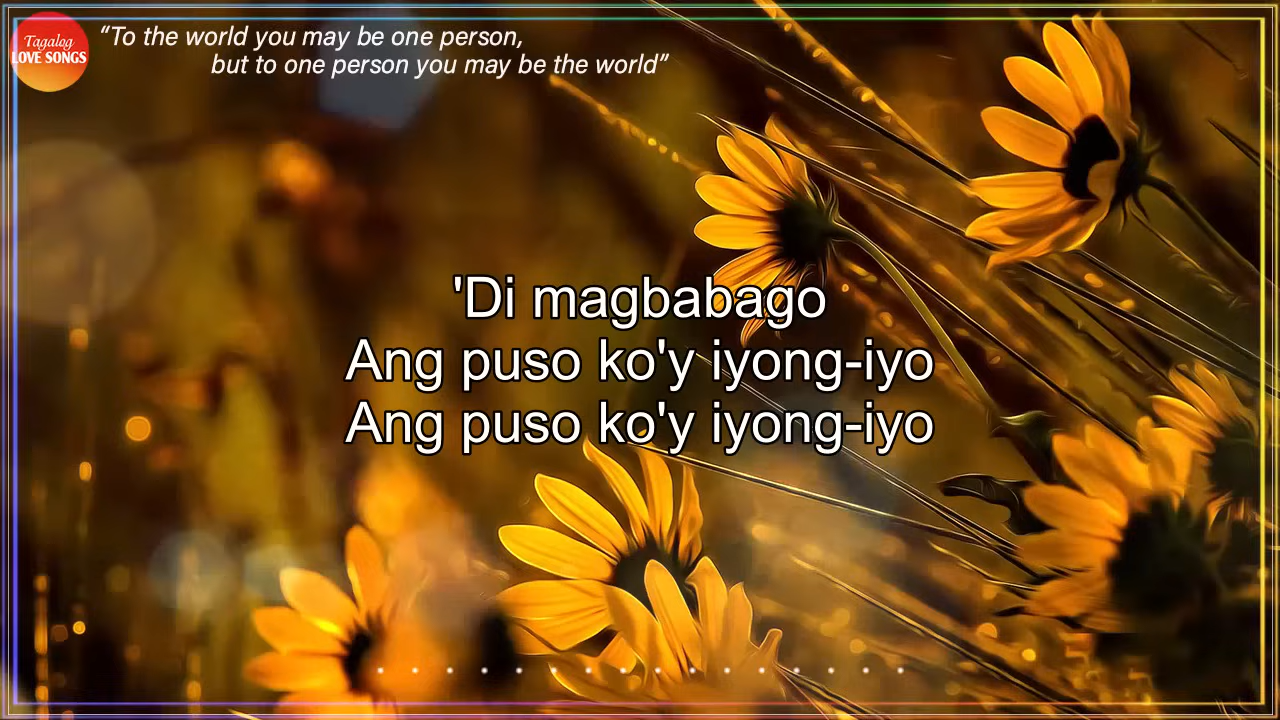 Tagalog
LOVE SONGS
“To the world you may be one person,
but to one person you may be the world”
'Di magbabago
Ang puso ko'y iyong-iyo
Ang puso ko'y iyong-iyo